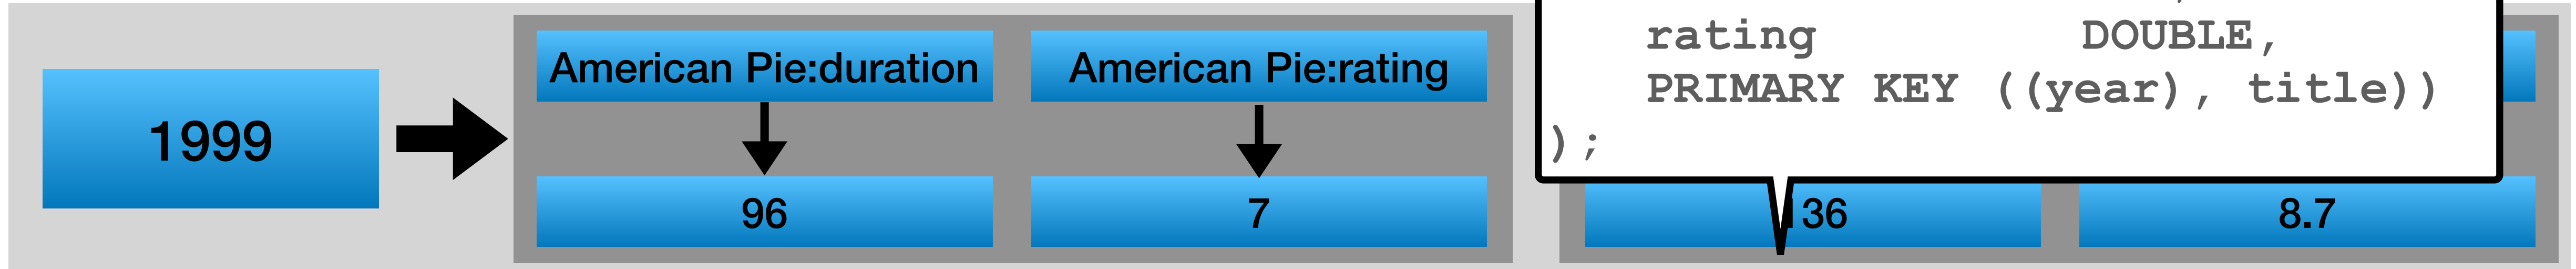 rating DOUBLE,
American Pie:duration American Pie:rating
PRIMARY KEY ((year), title))
1999
);
96 7 36 8.7